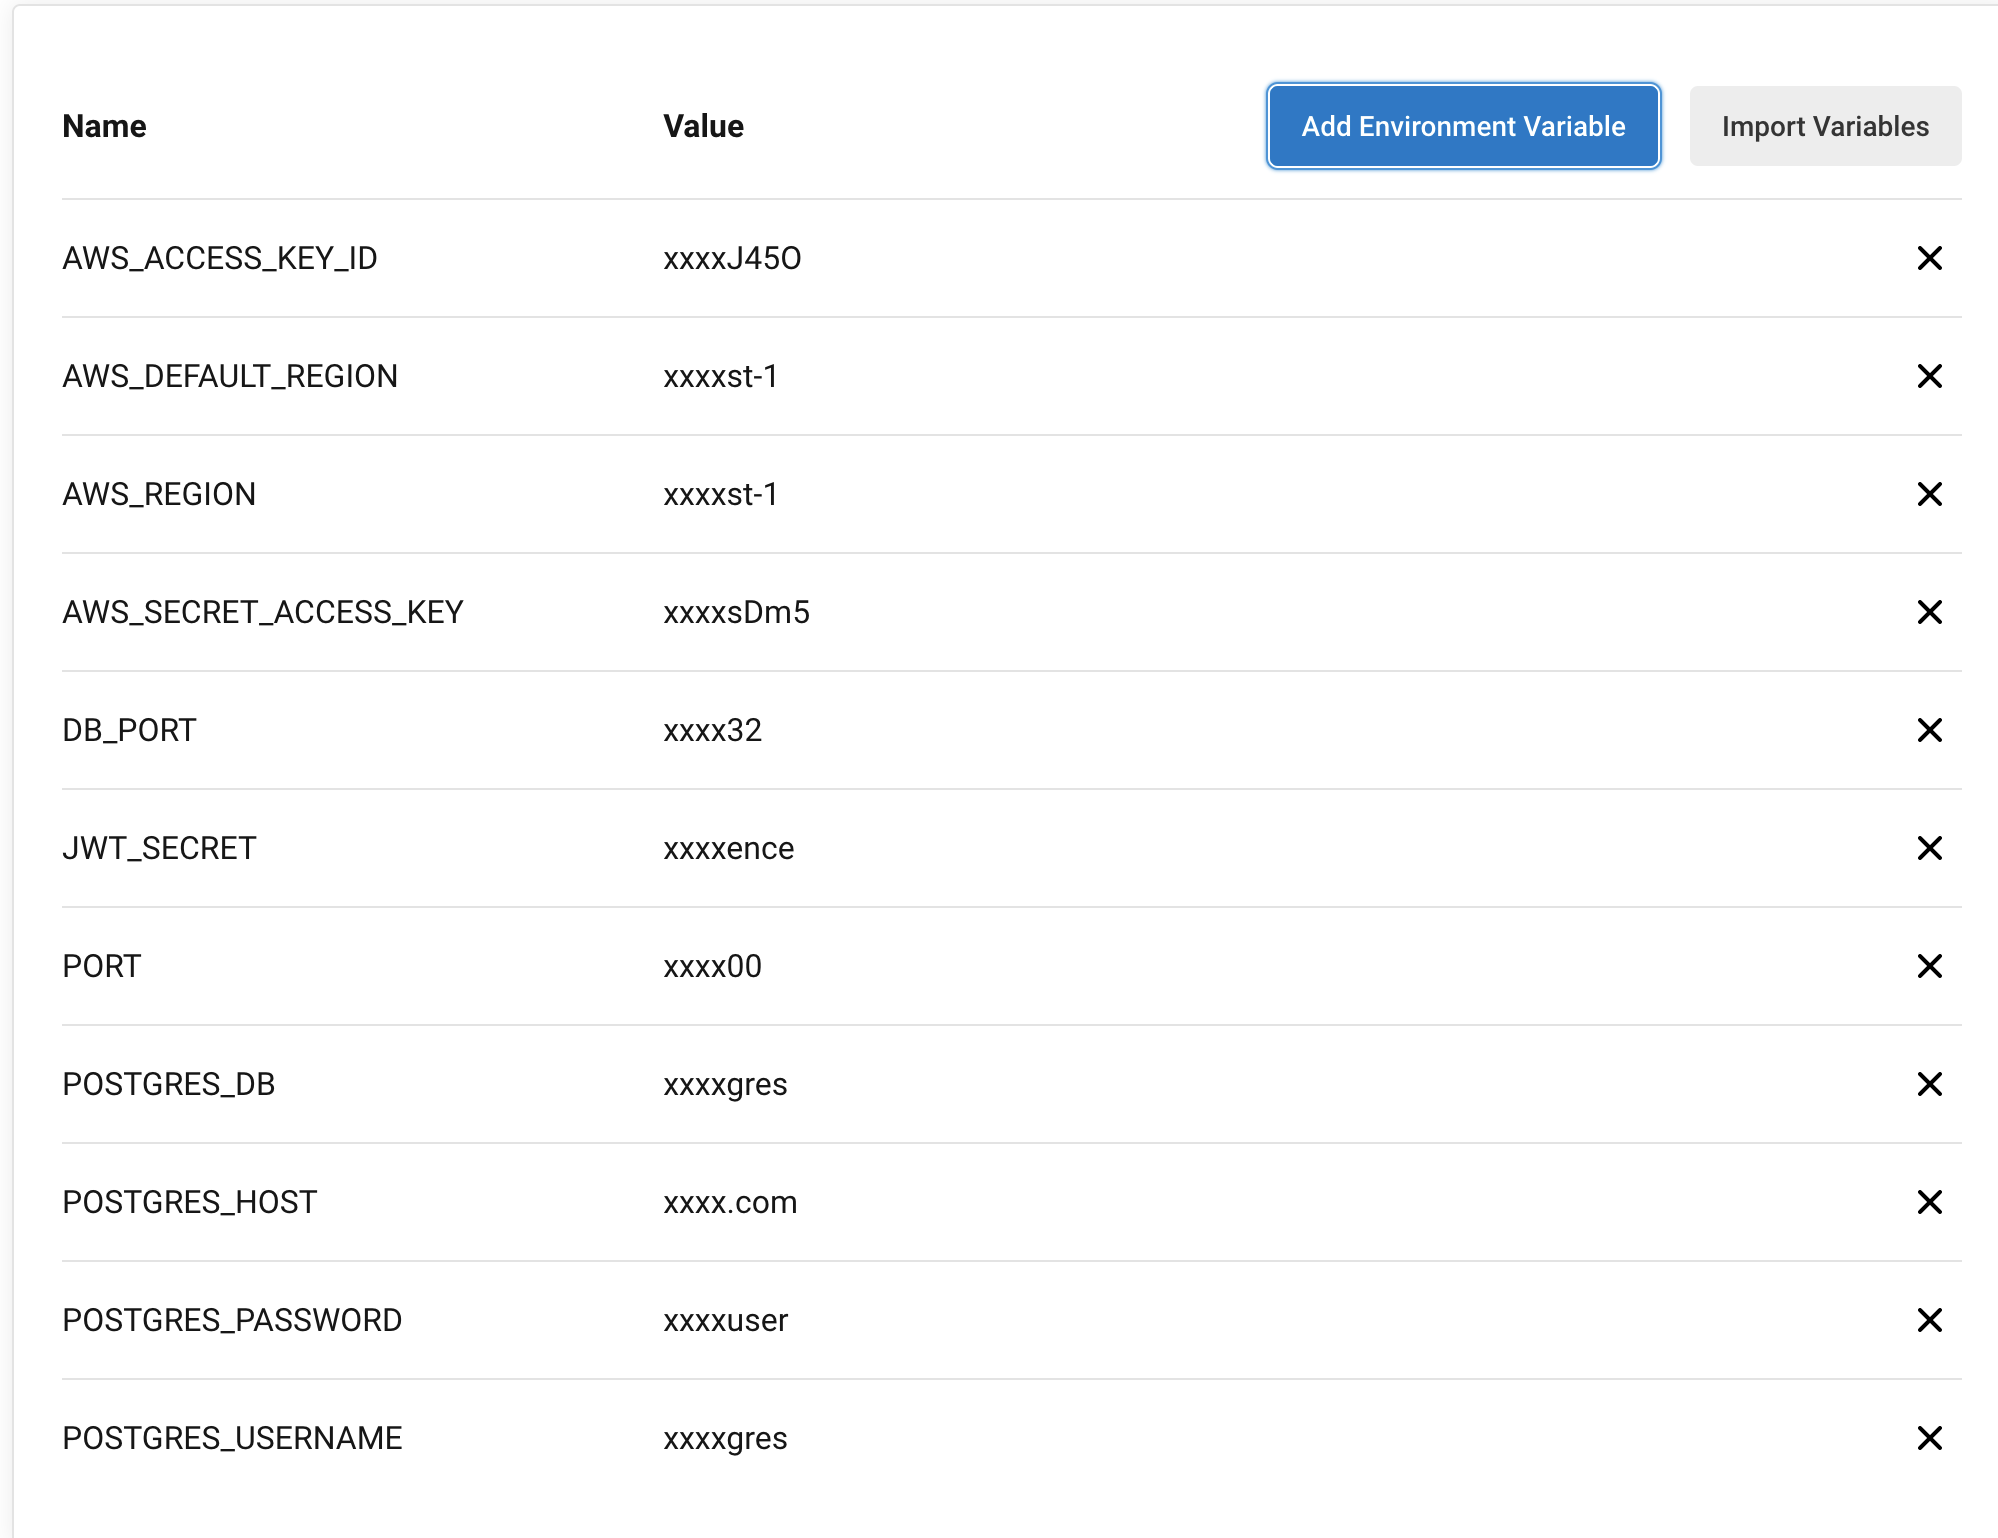 Name Value Add Environment Variable Import Variables
AWS_ACCESS_KEY_ID xxxxJ45O
AWS_DEFAULT_REGION xxxxst-1
AWS_REGION xxxxst-1
AWS_SECRET_ACCESS_KEY xxxxsDm5
DB_PORT xxxx32
JWT_SECRET xxxxence
PORT xxxx00
POSTGRES_DB xxxxgres
POSTGRES_HOST xxxx.com
POSTGRES_PASSWORD xxxxuser
POSTGRES_USERNAME xxxxgres